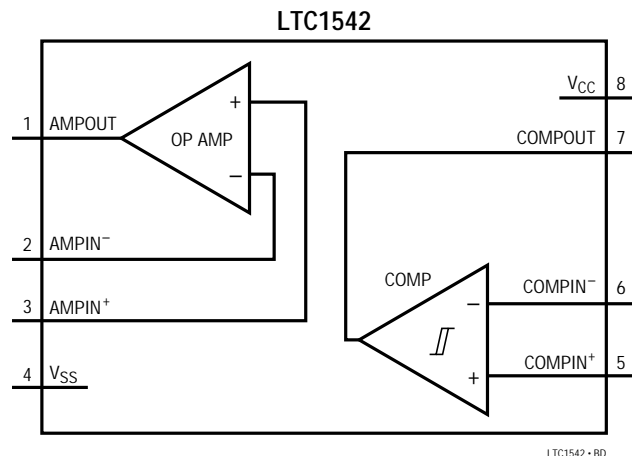 LTC1542
1 AMPOUT
+
OP AMP
−
2 AMPIN⁻
3 AMPIN⁺
4 VSS
VCC 8
COMPOUT 7
COMP
COMPIN⁻ 6
−
COMPIN⁺ 5
+
LTC1542 • BD